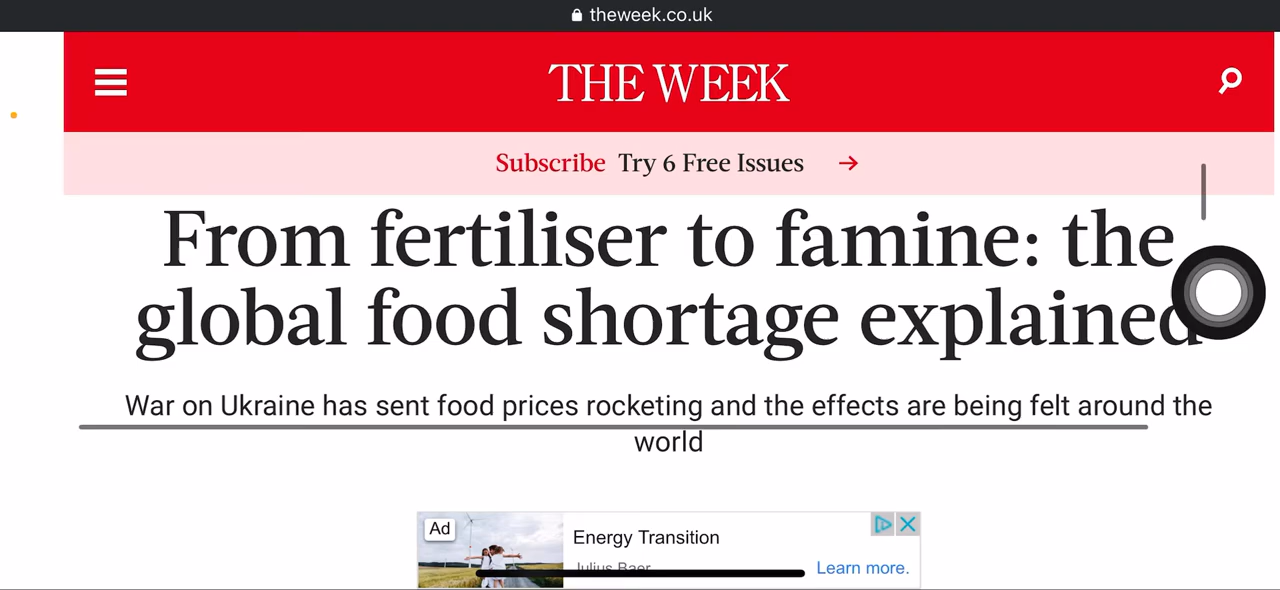 theweek.co.uk
THE WEEK
Subscribe Try 6 Free Issues →
From fertiliser to famine: the
global food shortage explained
War on Ukraine has sent food prices rocketing and the effects are being felt around the
world
Ad
Energy Transition
Julius Baer
Learn more.